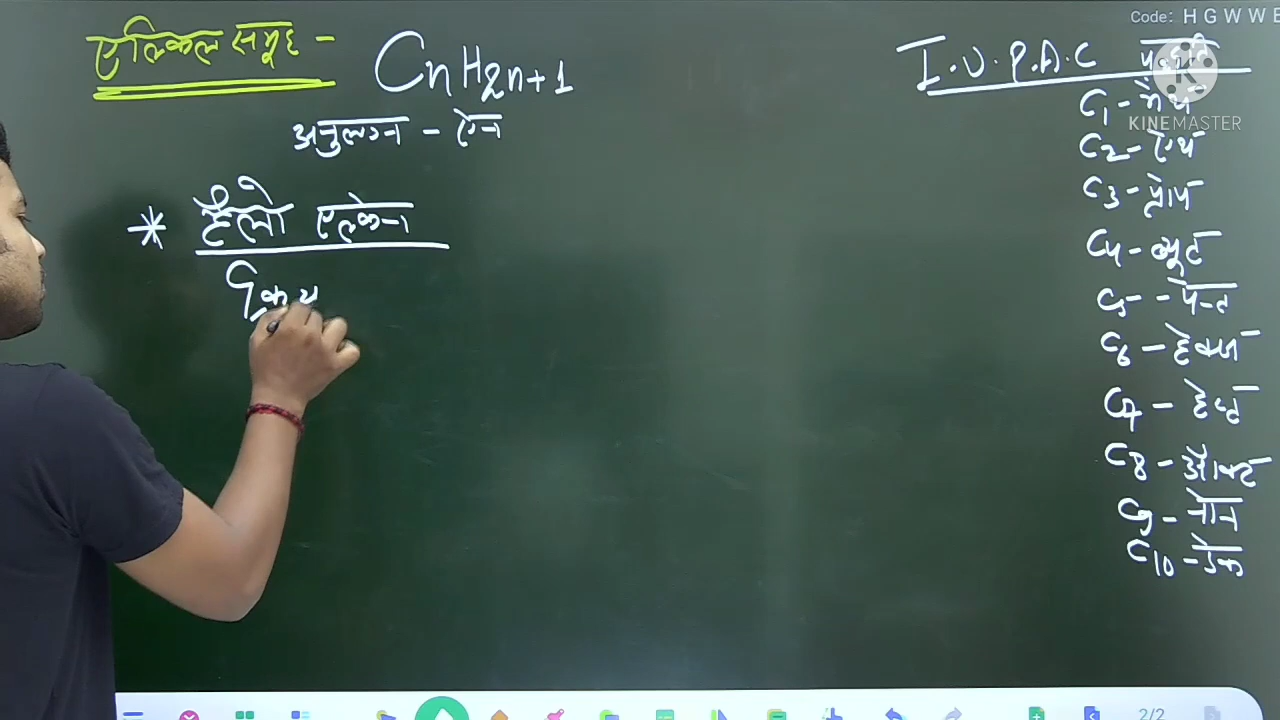 Code: H G W W E
एल्किल समूह -
CnH2n+1
अनुलग्न - ऐन
* हैलो एल्केन
I.U.P.A.C
KINEMASTER
C1 - मेथ
C2 - एथ
C3 - प्रोप
C4 - ब्यूट
C5 - पेन्ट
C6 - हेक्स
C7 - हेप्ट
C8 - ऑक्ट
C9 - नोन
C10 - डेक
2/2